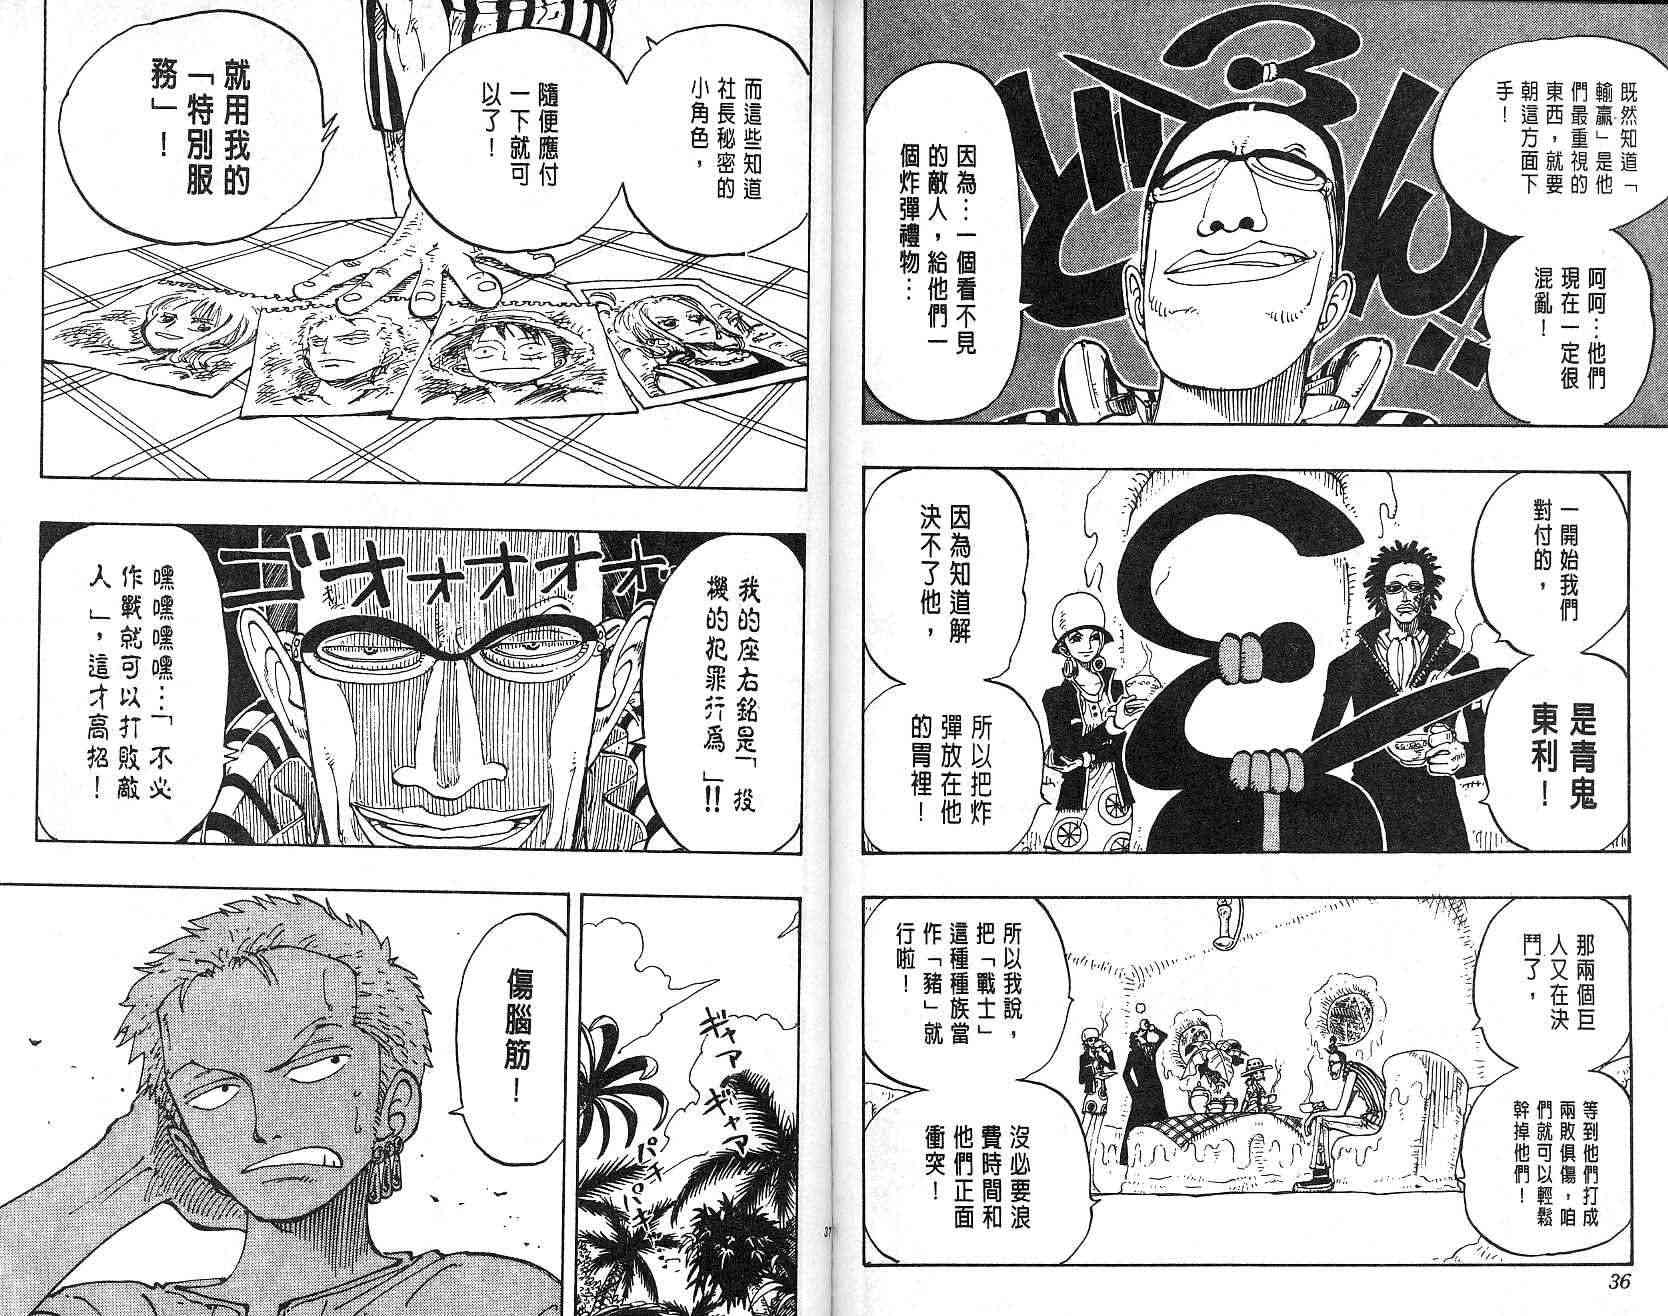 既然知道「
輸贏」是他
們最重視的
東西，就要
朝這方面下
手！
呵呵…他們
現在一定很
混亂！
どん!!
因為…一個看不見
的敵人，給他們一
個炸彈禮物…
一開始我們
對付的，
是青鬼
東利！
因為知道解
決不了他，
所以把炸
彈放在他
的胃裡！
那兩個巨
人又在決
鬥了，
等到他們打成
兩敗俱傷，咱
們就可以輕鬆
幹掉他們！
所以我說，
把「戰士」
這種種族當
作「豬」就
行啦！
沒必要浪
費時間和
他們正面
衝突！
36
而這些知道
社長秘密的
小角色，
隨便應付
一下就可
以了！
就用我的
「特別服
務」！
我的座右銘是「投
機的犯罪行為」!!
ゴオオオオオ
嘿嘿嘿嘿…「不必
作戰就可以打敗敵
人」，這才高招！
ギャア
ギャア
パキ
パキ
傷腦筋！
37